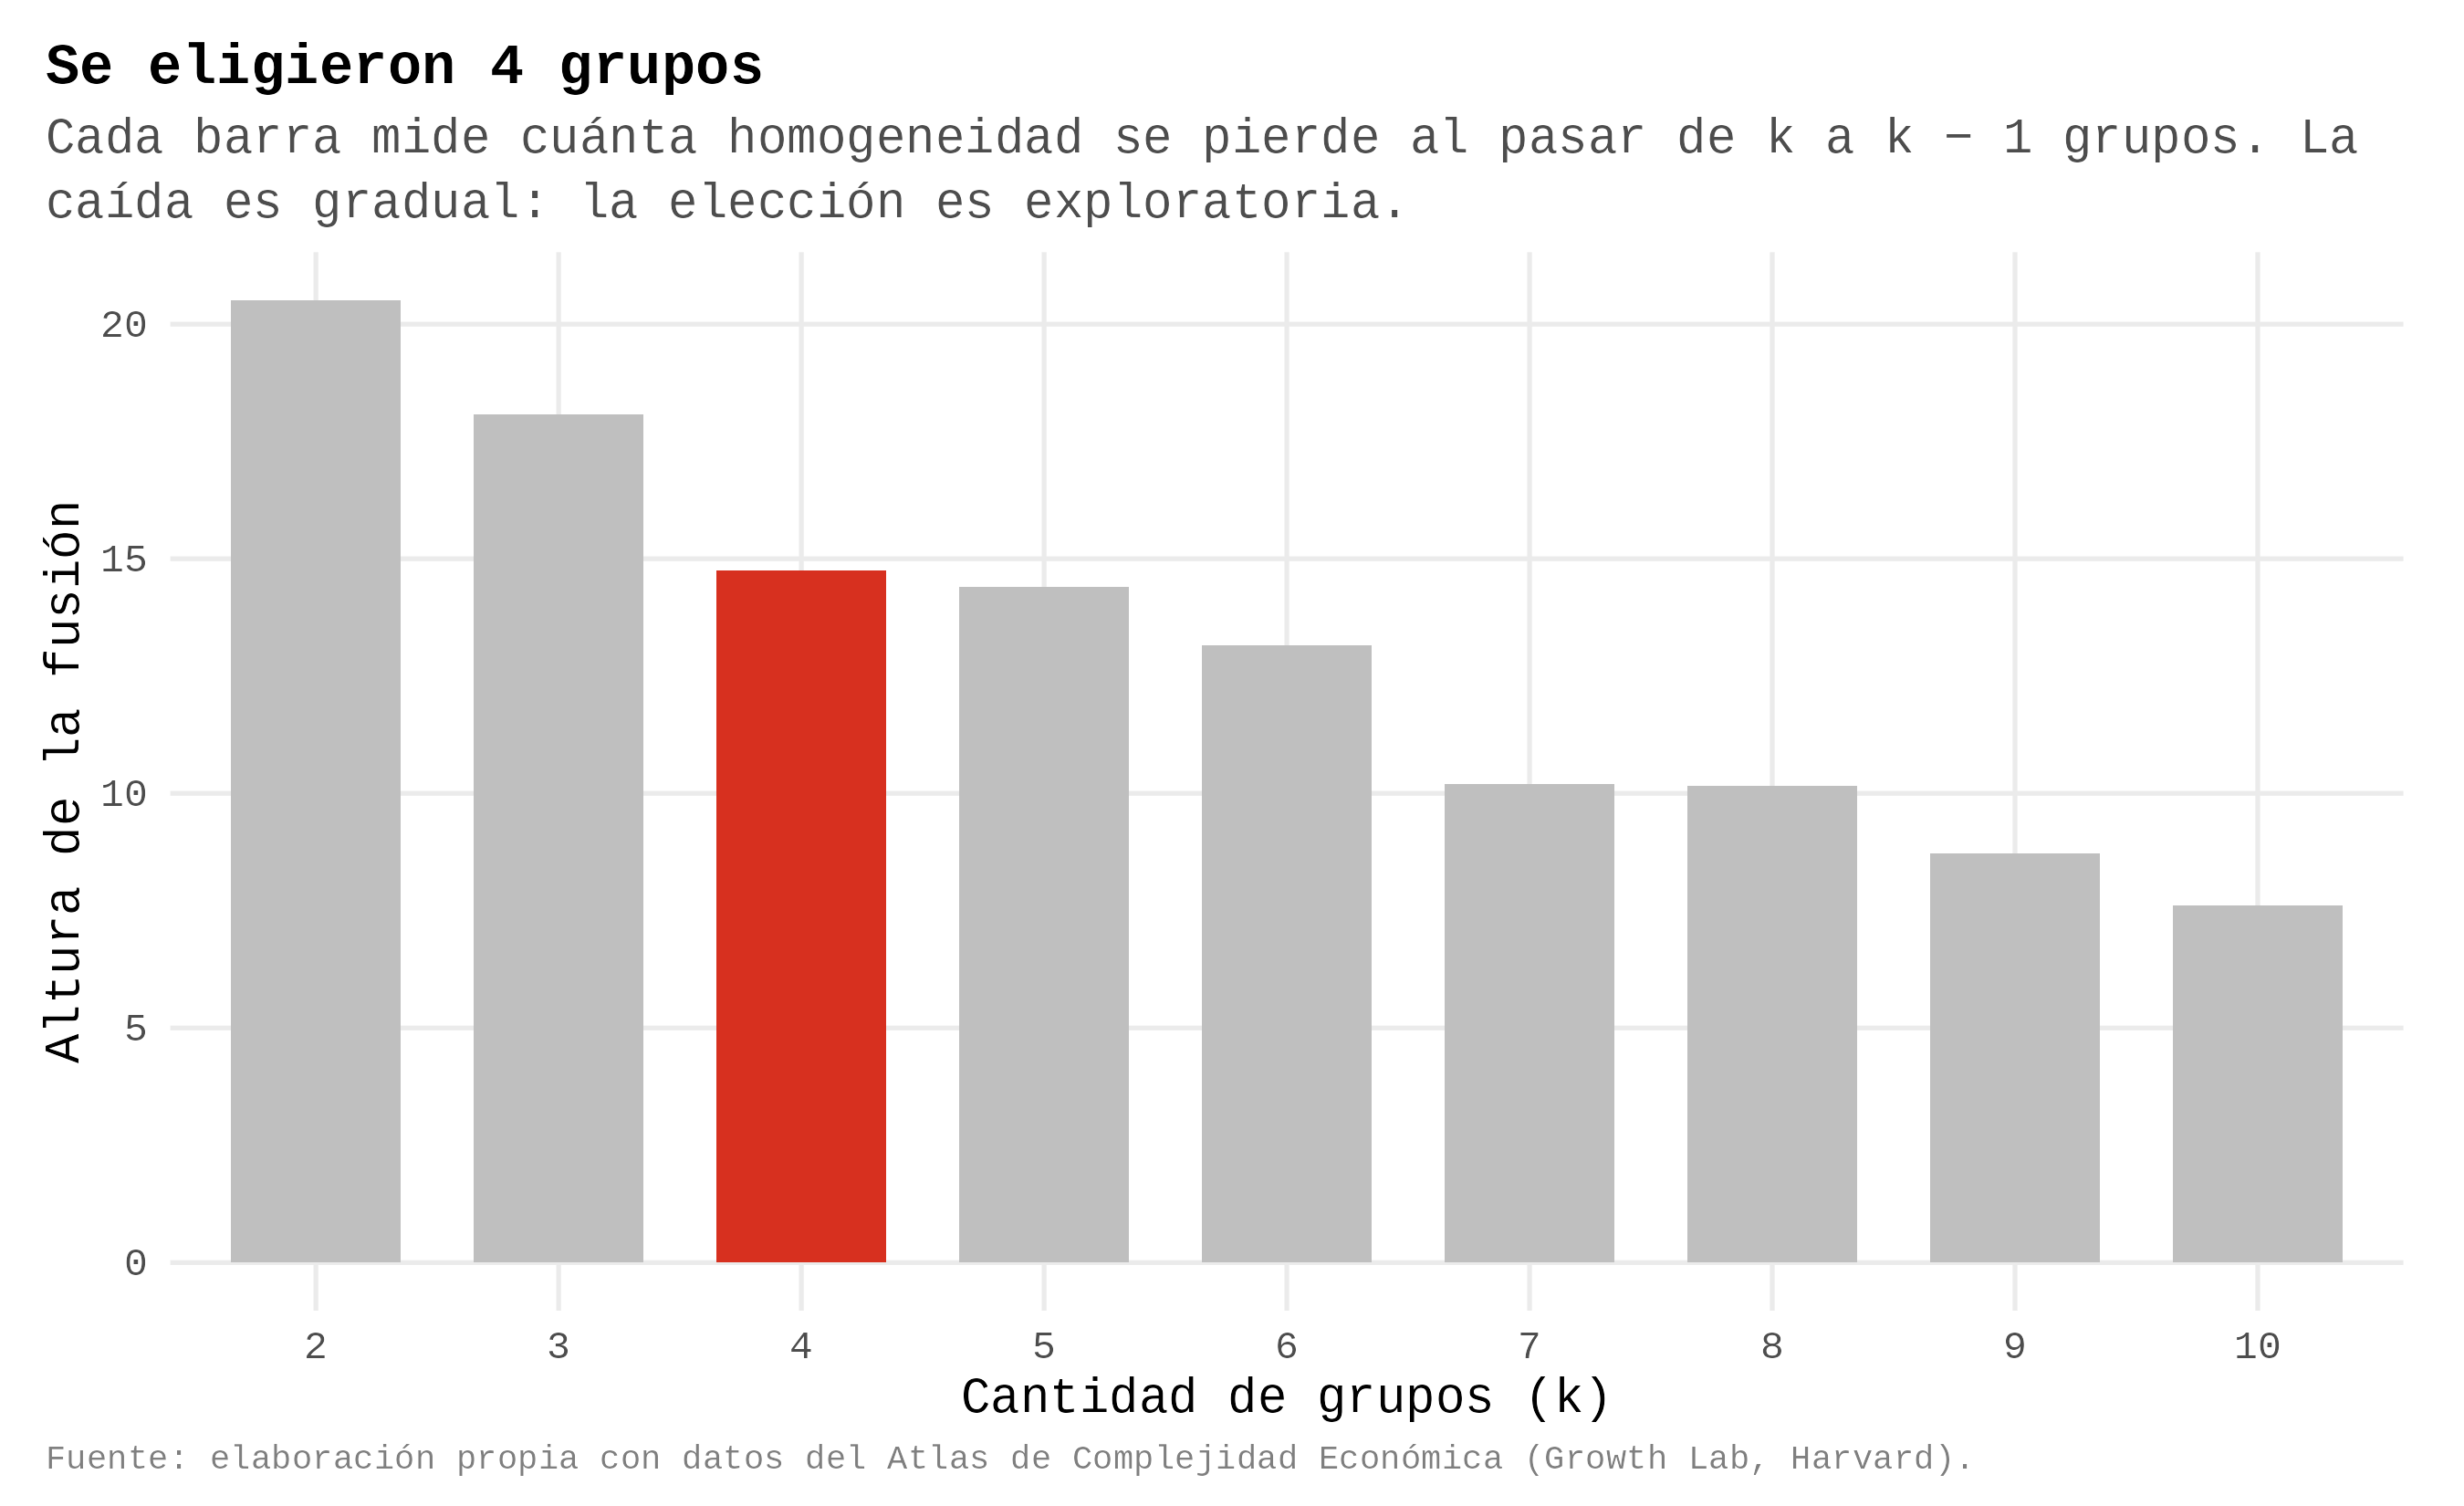 Se eligieron 4 grupos
Cada barra mide cuánta homogeneidad se pierde al pasar de k a k − 1 grupos. La
caída es gradual: la elección es exploratoria.
Altura de la fusión
20
15
10
5
0
2 3 4 5 6 7 8 9 10
Cantidad de grupos (k)
Fuente: elaboración propia con datos del Atlas de Complejidad Económica (Growth Lab, Harvard).